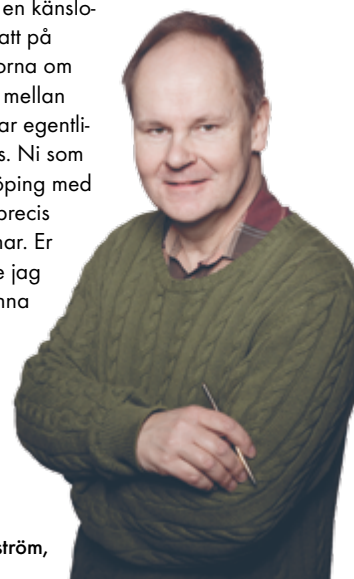 en känslo-
att på
orna om
mellan
ar egentli-
s. Ni som
öping med
precis
nar. Er
e jag
nna
ström,